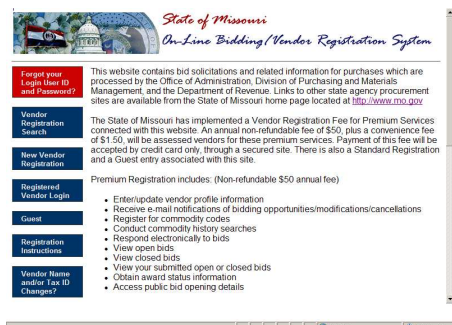 State of Missouri
On-Line Bidding/Vendor Registration System
Forgot your
Login User ID
and Password?
Vendor
Registration
Search
New Vendor
Registration
Registered
Vendor Login
Guest
Registration
Instructions
Vendor Name
and/or Tax ID
Changes?
This website contains bid solicitations and related information for purchases which are
processed by the Office of Administration, Division of Purchasing and Materials
Management, and the Department of Revenue. Links to other state agency procurement
sites are available from the State of Missouri home page located at http://www.mo.gov
The State of Missouri has implemented a Vendor Registration Fee for Premium Services
connected with this website. An annual non-refundable fee of $50, plus a convenience fee
of $1.50, will be assessed vendors for these premium services. Payment of this fee will be
accepted by credit card only, through a secured site. There is also a Standard Registration
and a Guest entry associated with this site.
Premium Registration includes: (Non-refundable $50 annual fee)
• Enter/update vendor profile information
• Receive e-mail notifications of bidding opportunities/modifications/cancellations
• Register for commodity codes
• Conduct commodity history searches
• Respond electronically to bids
• View open bids
• View closed bids
• View your submitted open or closed bids
• Obtain award status information
• Access public bid opening details